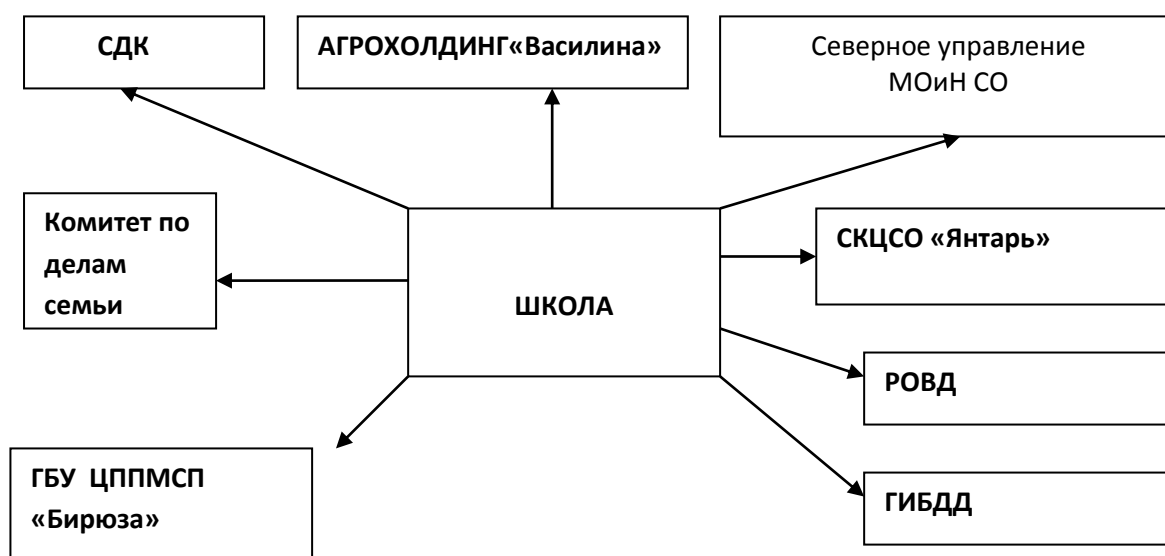 СДК
АГРОХОЛДИНГ«Василина»
Северное управление
МОиН СО
Комитет по
делам
семьи
СКЦСО «Янтарь»
ШКОЛА
РОВД
ГБУ ЦППМСП
«Бирюза»
ГИБДД